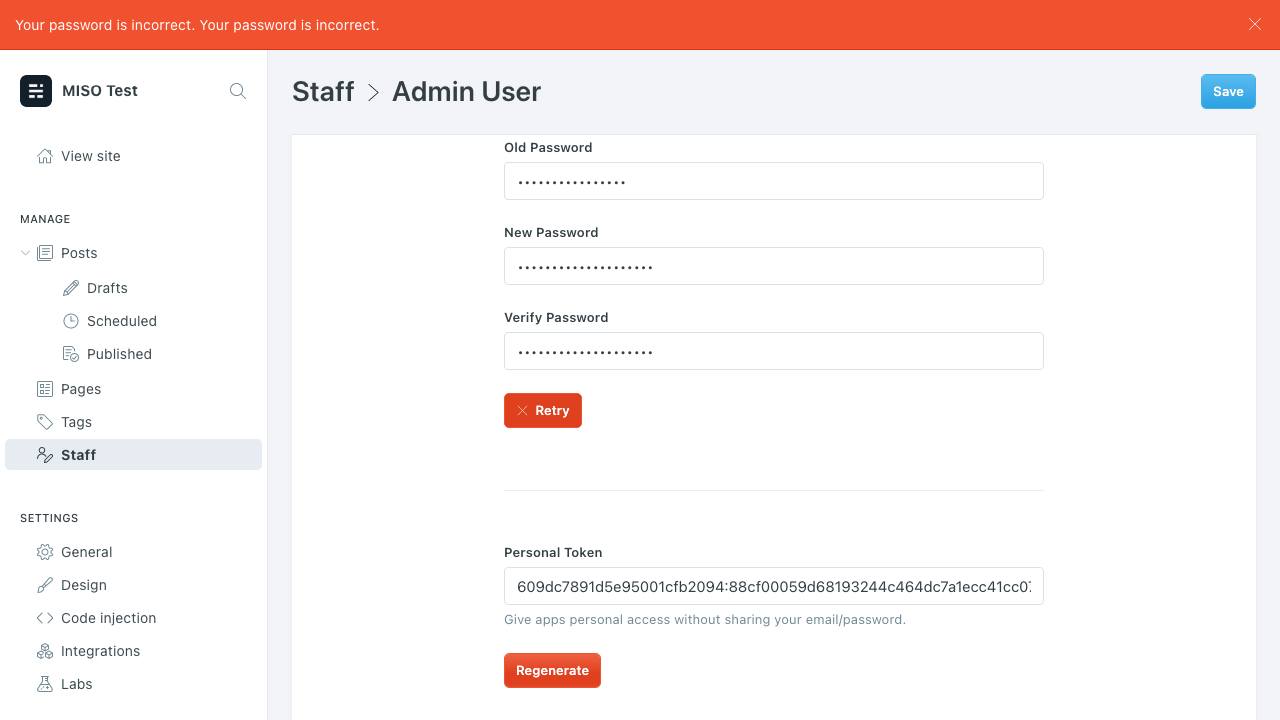 Your password is incorrect. Your password is incorrect.
MISO Test
View site
MANAGE
Posts
Drafts
Scheduled
Published
Pages
Tags
Staff
SETTINGS
General
Design
Code injection
Integrations
Labs
Staff > Admin User
Save
Old Password
••••••••••••••••
New Password
••••••••••••••••••••
Verify Password
••••••••••••••••••••
Retry
Personal Token
609dc7891d5e95001cfb2094:88cf00059d68193244c464dc7a1ecc41cc07
Give apps personal access without sharing your email/password.
Regenerate